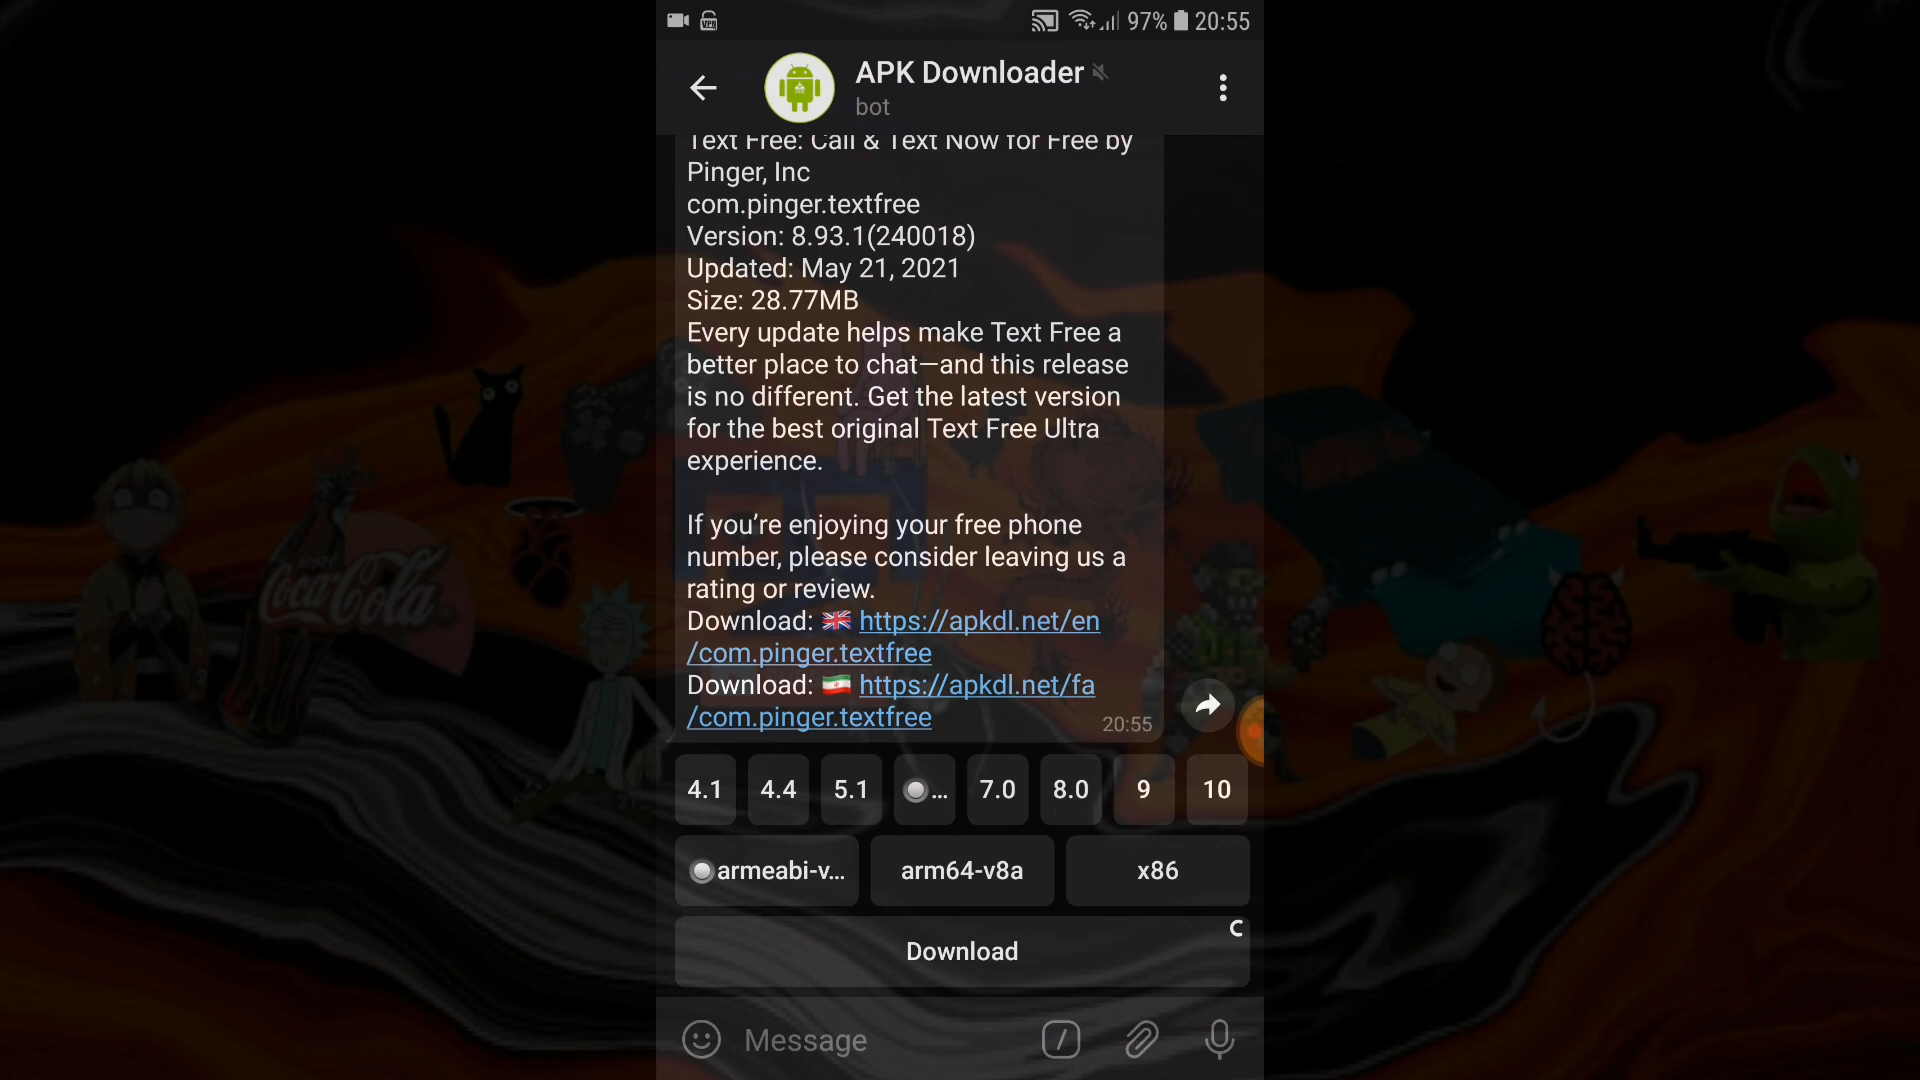 97% 20:55
APK Downloader
bot
Text Free: Call & Text Now for Free by
Pinger, Inc
com.pinger.textfree
Version: 8.93.1(240018)
Updated: May 21, 2021
Size: 28.77MB
Every update helps make Text Free a
better place to chat—and this release
is no different. Get the latest version
for the best original Text Free Ultra
experience.
If you’re enjoying your free phone
number, please consider leaving us a
rating or review.
Download: 🇬🇧 https://apkdl.net/en
/com.pinger.textfree
Download: 🇮🇷 https://apkdl.net/fa
/com.pinger.textfree
20:55
4.1 4.4 5.1 ... 7.0 8.0 9 10
armeabi-v... arm64-v8a x86
Download
Message
Coca-Cola